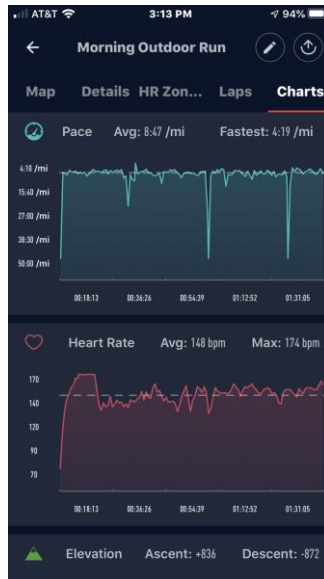 AT&T 3:13 PM 94%
Morning Outdoor Run
Map Details HR Zon... Laps Charts
Pace Avg: 8:47 /mi Fastest: 4:19 /mi
4:10 /mi
15:40 /mi
27:00 /mi
38:30 /mi
50:00 /mi
00:18:13 00:36:26 00:54:39 01:12:52 01:31:05
Heart Rate Avg: 148 bpm Max: 174 bpm
170
140
120
90
70
00:18:13 00:36:26 00:54:39 01:12:52 01:31:05
Elevation Ascent: +836 Descent: -872